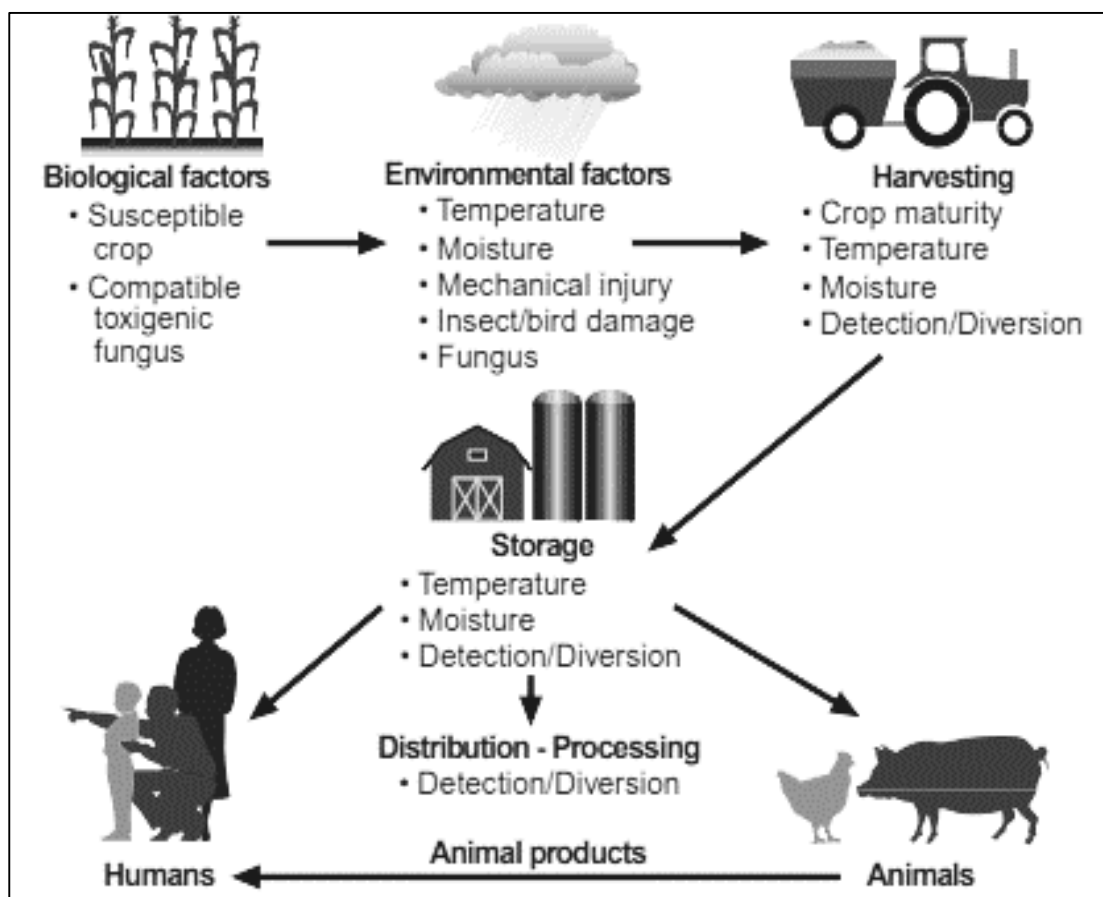 Biological factors
• Susceptible
crop
• Compatible
toxigenic
fungus
Environmental factors
• Temperature
• Moisture
• Mechanical injury
• Insect/bird damage
• Fungus
Harvesting
• Crop maturity
• Temperature
• Moisture
• Detection/Diversion
Storage
• Temperature
• Moisture
• Detection/Diversion
Distribution - Processing
• Detection/Diversion
Animal products
Humans
Animals